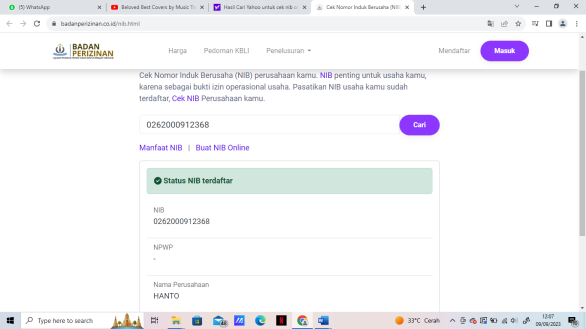 (5) WhatsApp
Beloved Best Covers by Music Tr
Hasil Cari Yahoo untuk cek nib or
Cek Nomor Induk Berusaha (NIB)
badanperizinan.co.id/nib.html
BADAN
PERIZINAN
Harga
Pedoman KBLI
Penelusuran
Mendaftar
Masuk
Cek Nomor Induk Berusaha (NIB) perusahaan kamu. NIB penting untuk usaha kamu,
karena sebagai bukti izin operasional usaha. Pasatikan NIB usaha kamu sudah
terdaftar, Cek NIB Perusahaan kamu.
0262000912368
Cari
Manfaat NIB | Buat NIB Online
Status NIB terdaftar
NIB
0262000912368
NPWP
-
Nama Perusahaan
HANTO
Type here to search
33°C Cerah
13:07
09/09/2023